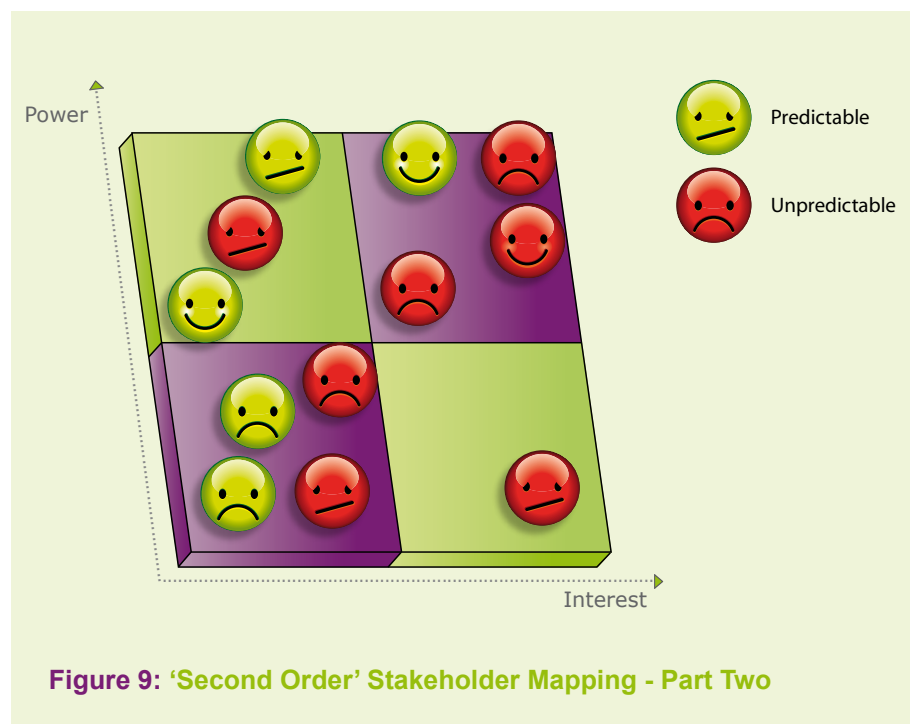 Power
Predictable
Unpredictable
Interest
Figure 9: ‘Second Order’ Stakeholder Mapping - Part Two